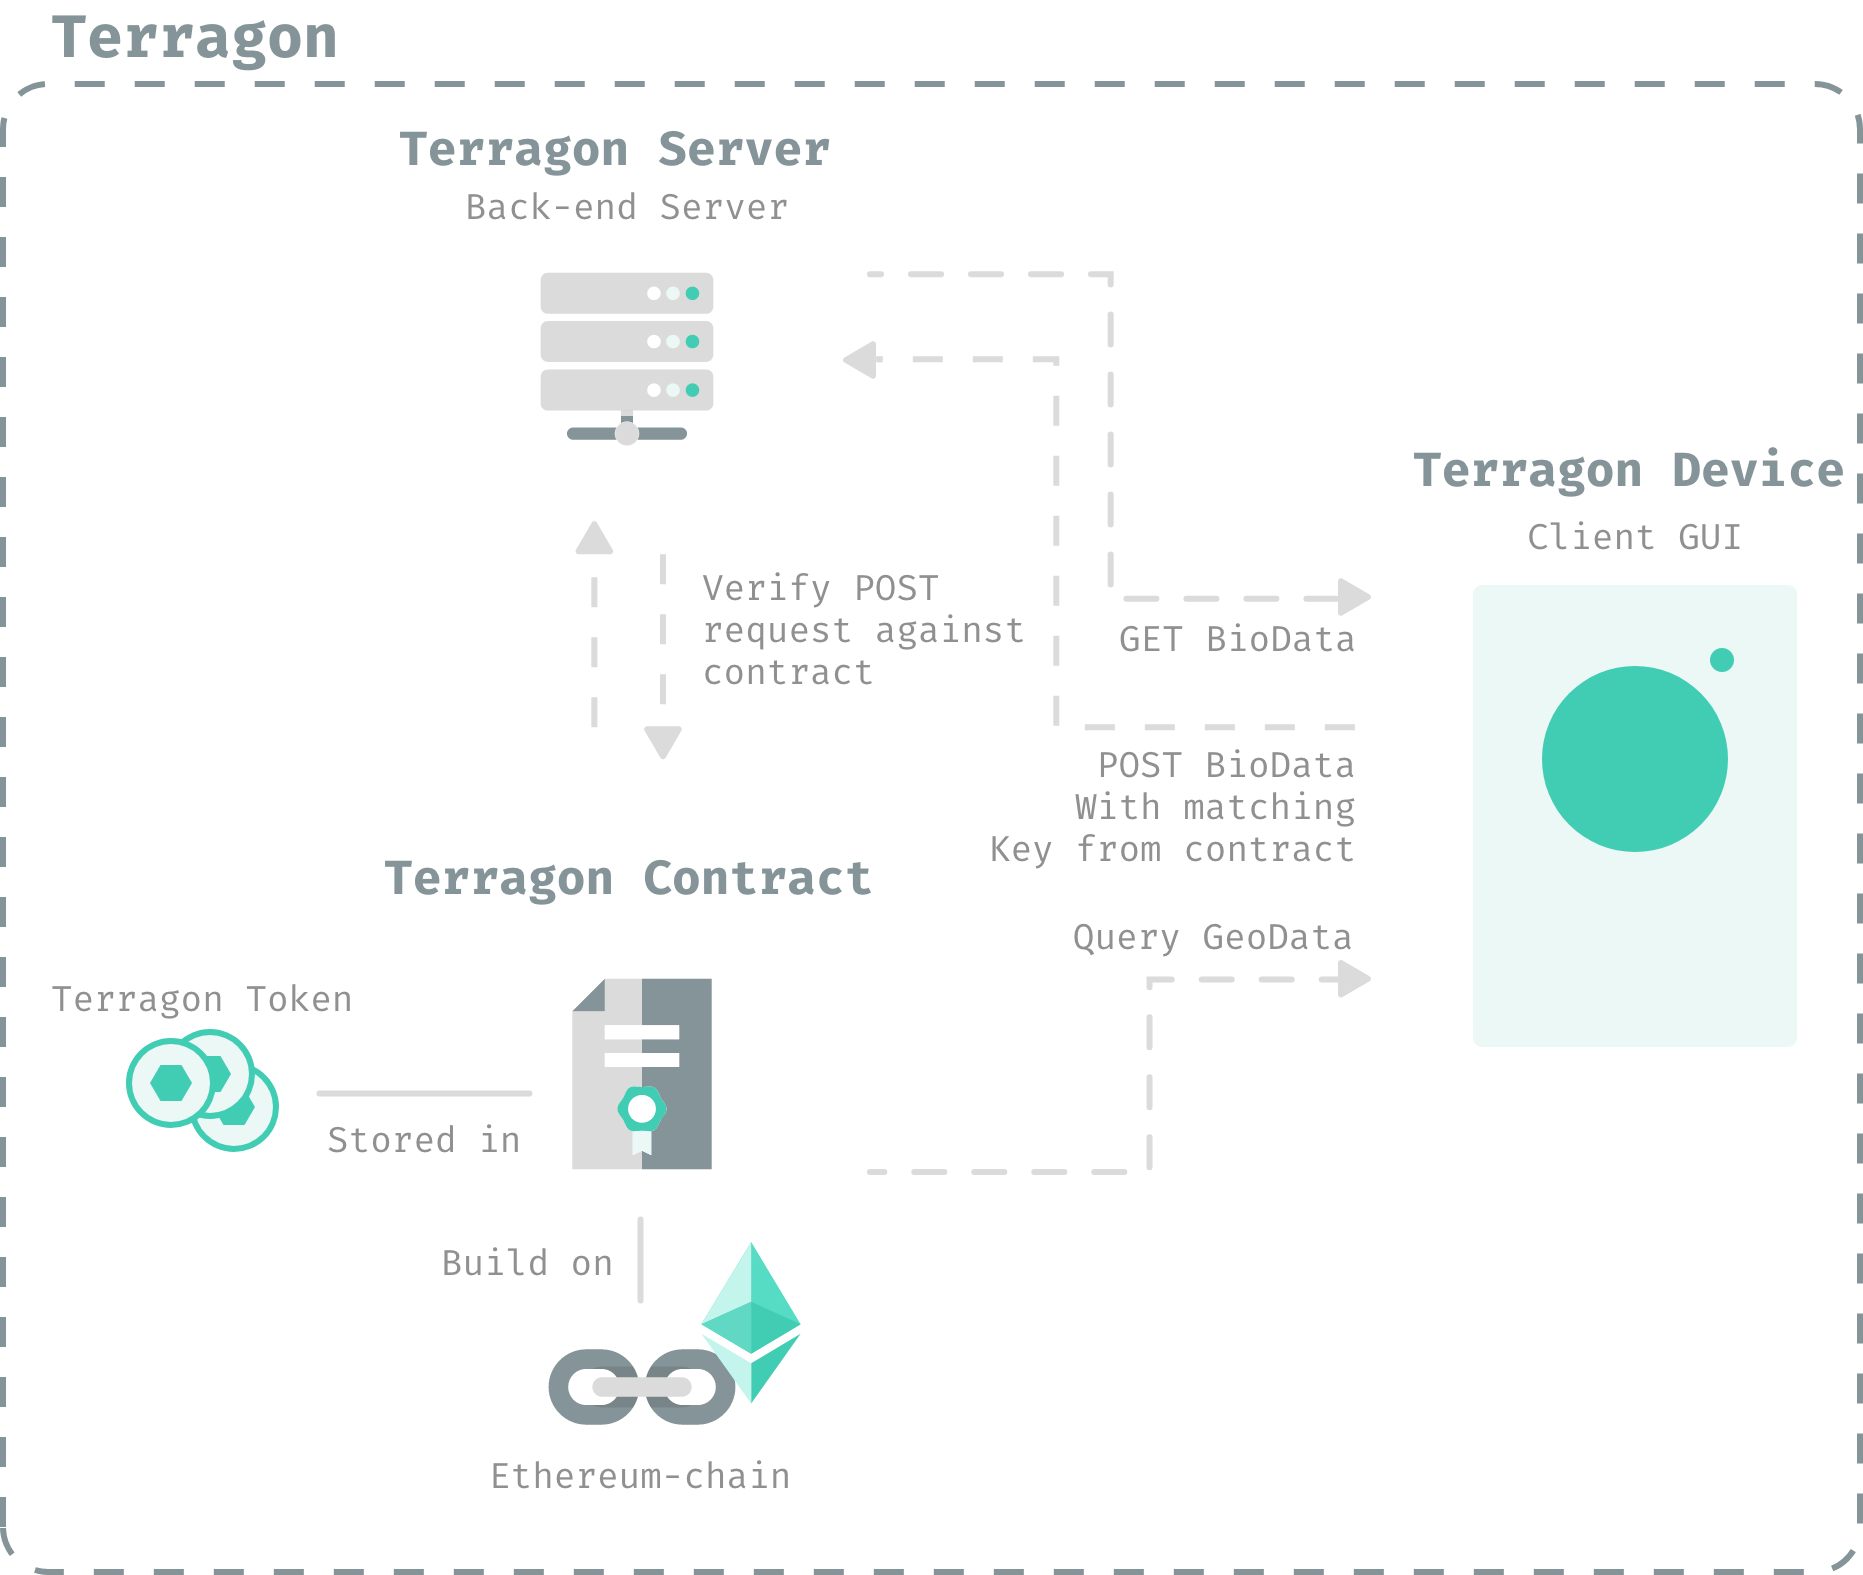 Terragon
Terragon Server
Back-end Server
Terragon Device
Client GUI
Verify POST
request against
contract
GET BioData
POST BioData
With matching
Key from contract
Terragon Contract
Query GeoData
Terragon Token
Stored in
Build on
Ethereum-chain